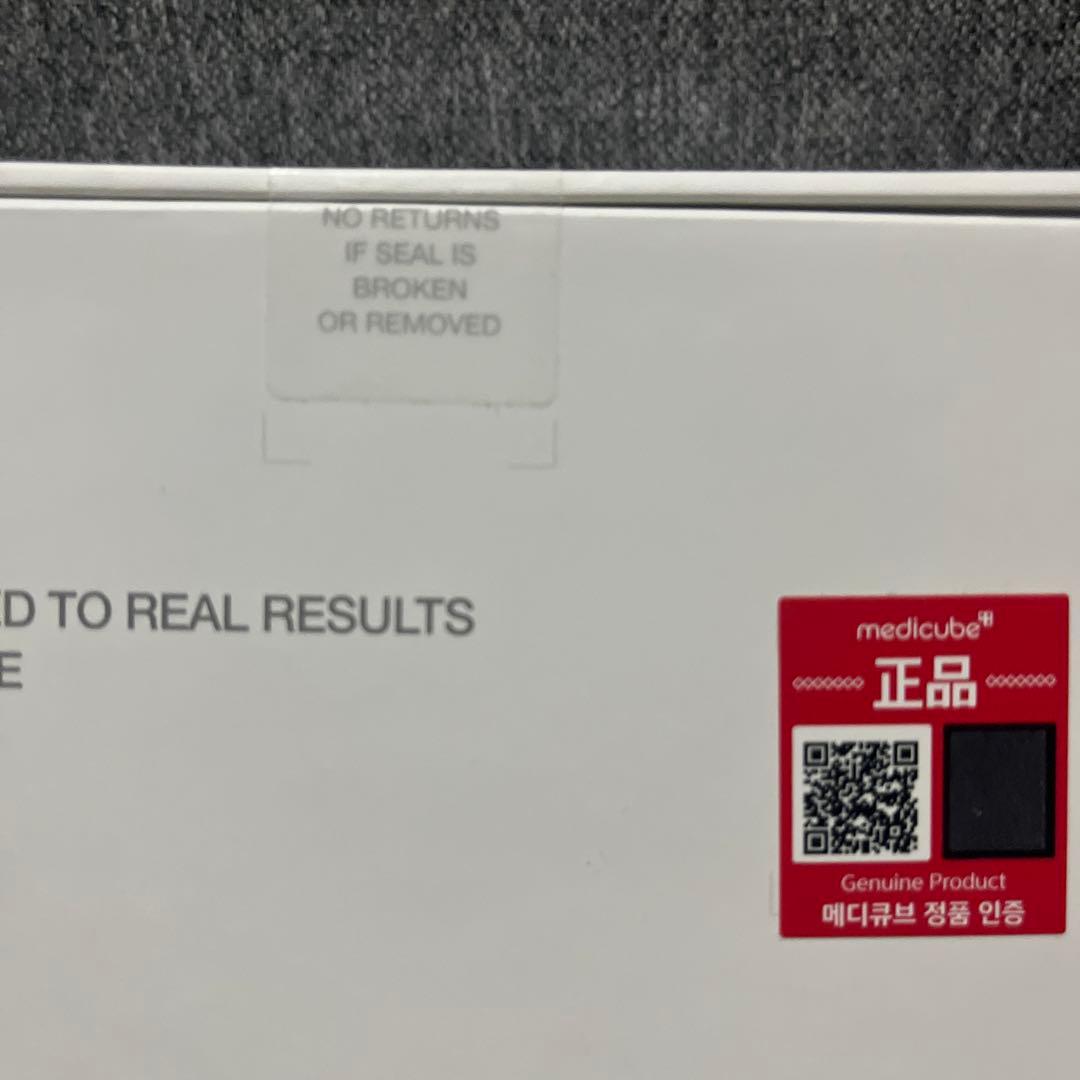 NO RETURNS
IF SEAL IS
BROKEN
OR REMOVED
ED TO REAL RESULTS
E
medicube
正品
Genuine Product
메디큐브 정품 인증